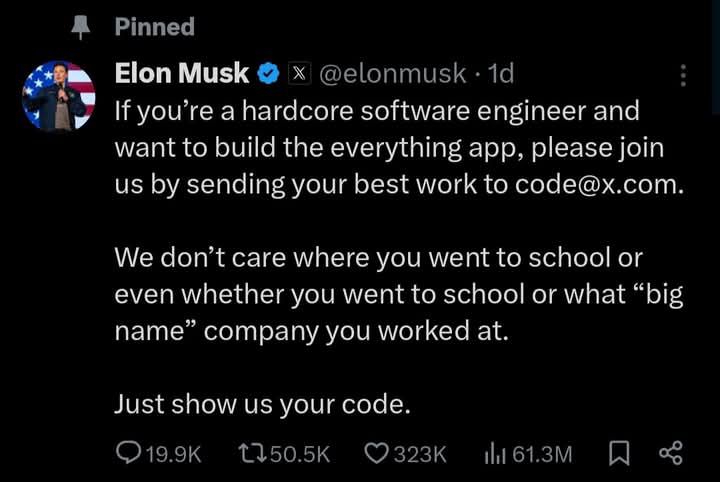 Pinned
Elon Musk X @elonmusk · 1d
If you’re a hardcore software engineer and
want to build the everything app, please join
us by sending your best work to code@x.com.
We don’t care where you went to school or
even whether you went to school or what “big
name” company you worked at.
Just show us your code.
19.9K 50.5K 323K 61.3M